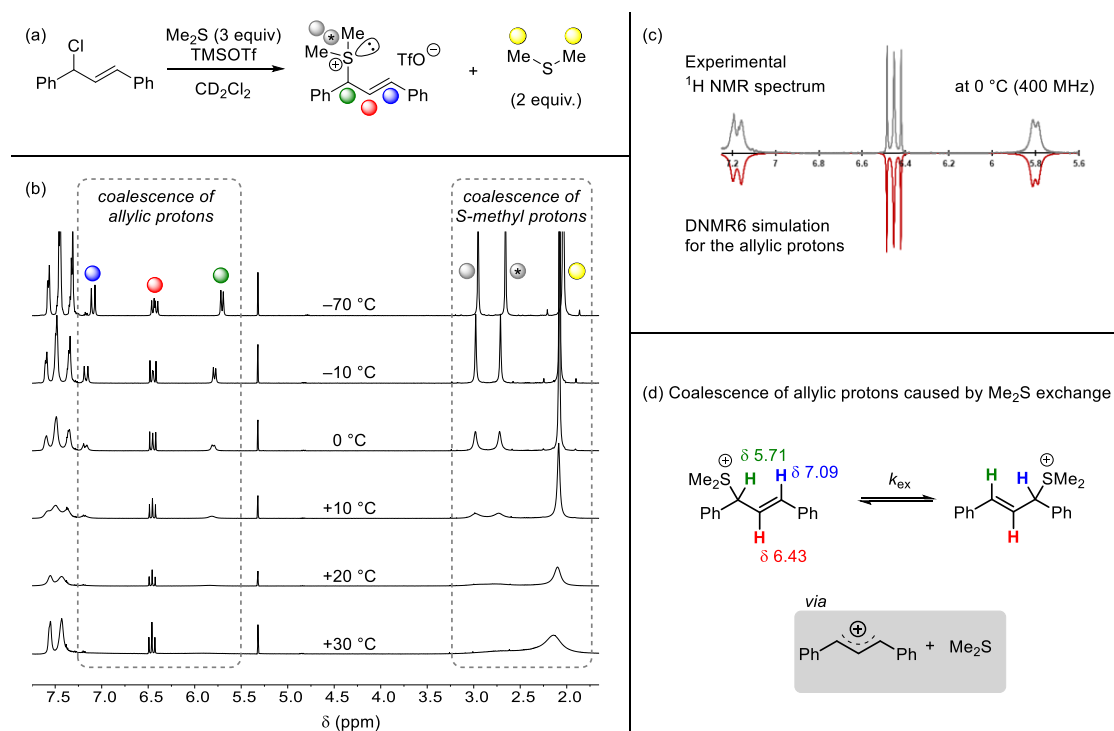 (a)
Cl
Ph
Ph
Me2S (3 equiv)
TMSOTf
CD2Cl2
*
Me
Me
S
⊕
:
TfO⊖
Ph
Ph
+
Me
Me
S
(2 equiv.)
(b)
coalescence of
allylic protons
coalescence of
S-methyl protons
*
–70 °C
–10 °C
0 °C
+10 °C
+20 °C
+30 °C
7.5 7.0 6.5 6.0 5.5 5.0 4.5 4.0 3.5 3.0 2.5 2.0
δ (ppm)
(c)
Experimental
1H NMR spectrum
at 0 °C (400 MHz)
7.2 7 6.8 6.6 6.4 6.2 6 5.8 5.6
DNMR6 simulation
for the allylic protons
(d) Coalescence of allylic protons caused by Me2S exchange
⊕
Me2S
δ 5.71
H
H
δ 7.09
Ph
Ph
H
δ 6.43
kex
⊕
H
H
SMe2
Ph
Ph
H
via
⊕
Ph
Ph
+ Me2S